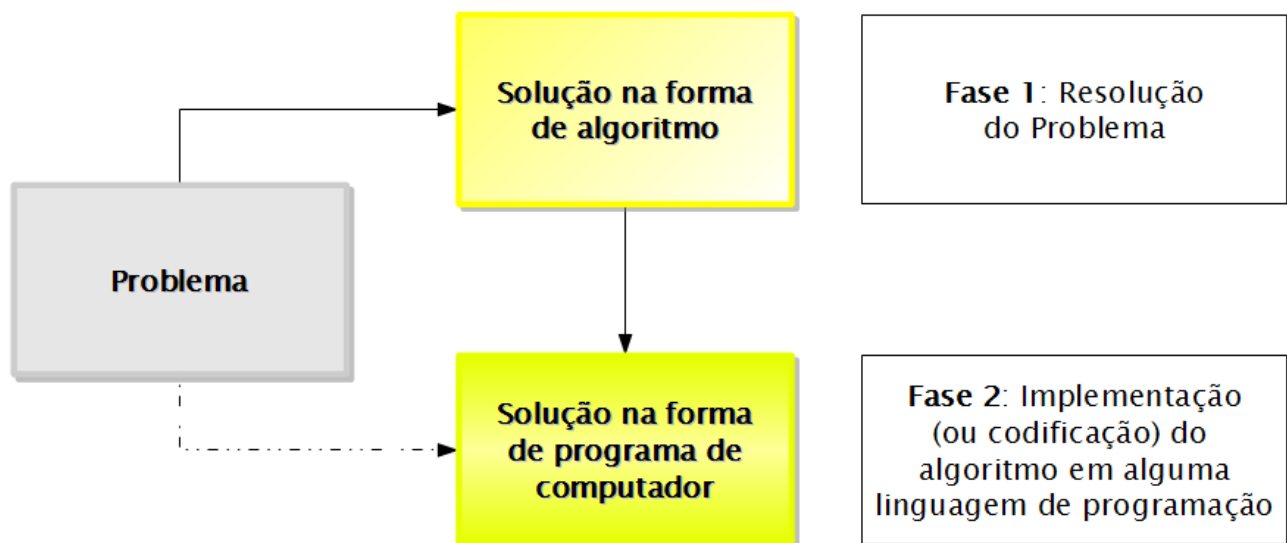 Solução na forma
de algoritmo
Fase 1: Resolução
do Problema
Problema
Solução na forma
de programa de
computador
Fase 2: Implementação
(ou codificação) do
algoritmo em alguma
linguagem de programação